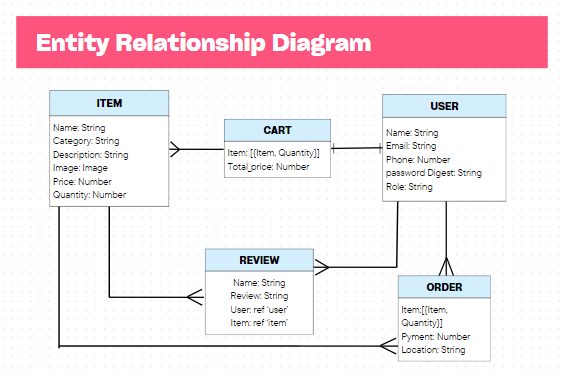 Entity Relationship Diagram
ITEM
Name: String
Category: String
Description: String
Image: Image
Price: Number
Quantity: Number
CART
Item: [{Item, Quantity}]
Total_price: Number
USER
Name: String
Email: String
Phone: Number
password Digest: String
Role: String
REVIEW
Name: String
Review: String
User: ref 'user'
Item: ref 'item'
ORDER
Item:[{Item,
Quantity}]
Pyment: Number
Location: String